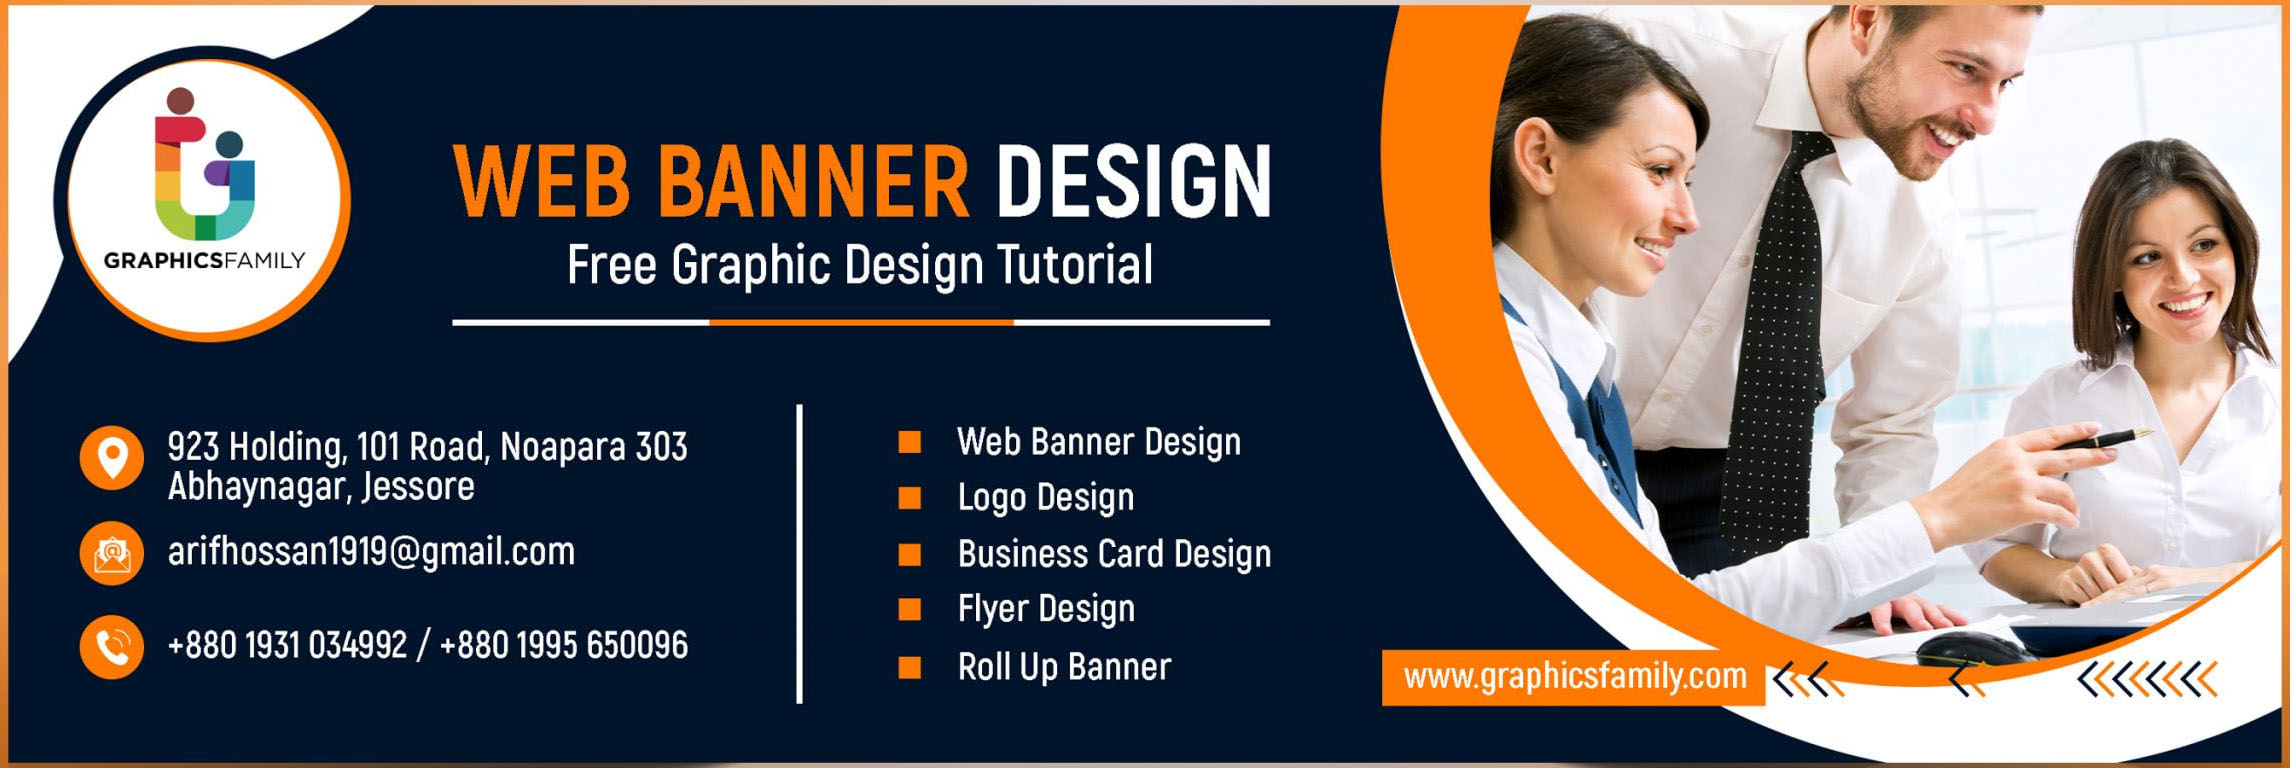 GRAPHICSFAMILY
WEB BANNER DESIGN
Free Graphic Design Tutorial
923 Holding, 101 Road, Noapara 303
Abhaynagar, Jessore
arifhossan1919@gmail.com
+880 1931 034992 / +880 1995 650096
Web Banner Design
Logo Design
Business Card Design
Flyer Design
Roll Up Banner
www.graphicsfamily.com